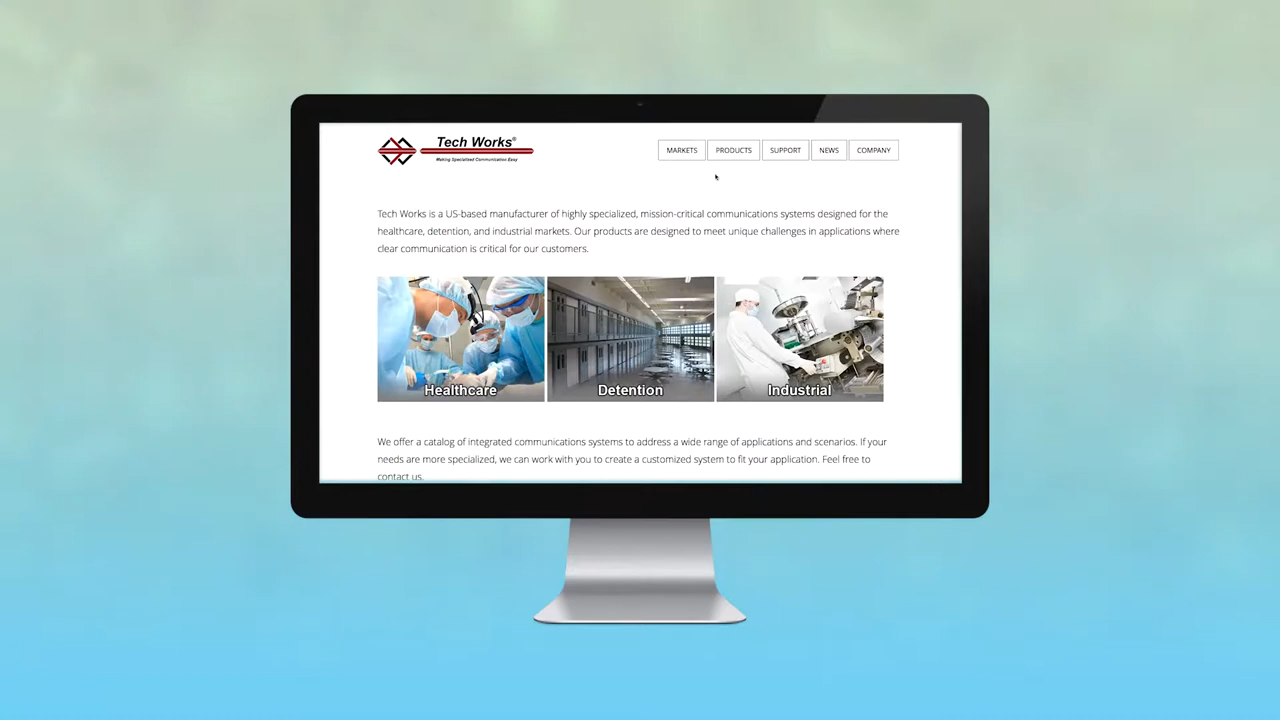 Tech Works®
Making Specialized Communication Easy
MARKETS PRODUCTS SUPPORT NEWS COMPANY
Tech Works is a US-based manufacturer of highly specialized, mission-critical communications systems designed for the
healthcare, detention, and industrial markets. Our products are designed to meet unique challenges in applications where
clear communication is critical for our customers.
Healthcare Detention Industrial
We offer a catalog of integrated communications systems to address a wide range of applications and scenarios. If your
needs are more specialized, we can work with you to create a customized system to fit your application. Feel free to
contact us.